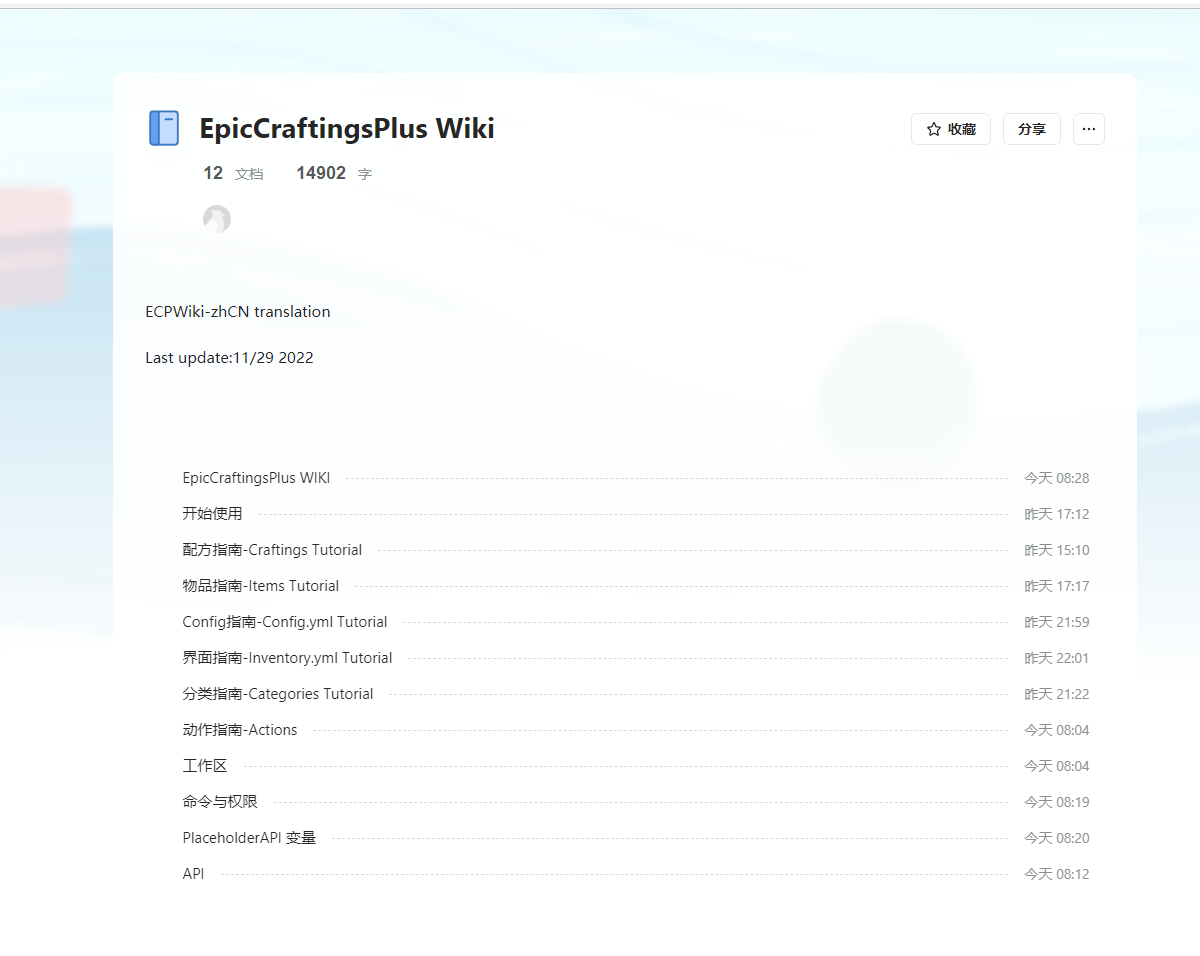 EpicCraftingsPlus Wiki
收藏
分享
...
12 文档 14902 字
ECPWiki-zhCN translation
Last update:11/29 2022
EpicCraftingsPlus WIKI 今天 08:28
开始使用 昨天 17:12
配方指南-Craftings Tutorial 昨天 15:10
物品指南-Items Tutorial 昨天 17:17
Config指南-Config.yml Tutorial 昨天 21:59
界面指南-Inventory.yml Tutorial 昨天 22:01
分类指南-Categories Tutorial 昨天 21:22
动作指南-Actions 今天 08:04
工作区 今天 08:04
命令与权限 今天 08:19
PlaceholderAPI 变量 今天 08:20
API 今天 08:12